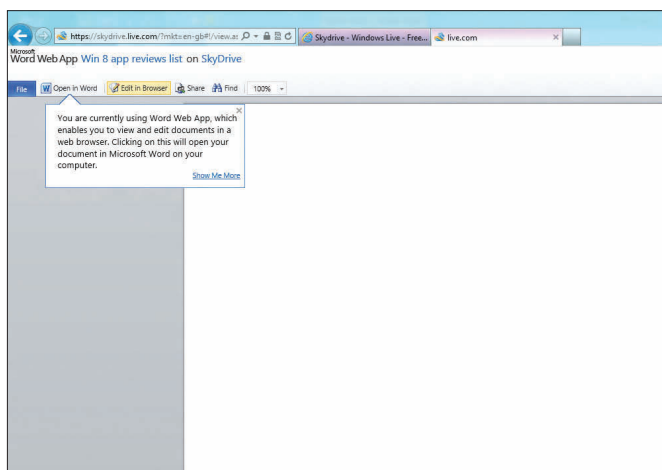 https://skydrive.live.com/?mkt=en-gb#!/view.as
Skydrive - Windows Live - Free...
live.com
Microsoft
Word Web App Win 8 app reviews list on SkyDrive
File Open in Word Edit in Browser Share Find 100%
You are currently using Word Web App, which
enables you to view and edit documents in a
web browser. Clicking on this will open your
document in Microsoft Word on your
computer.
Show Me More